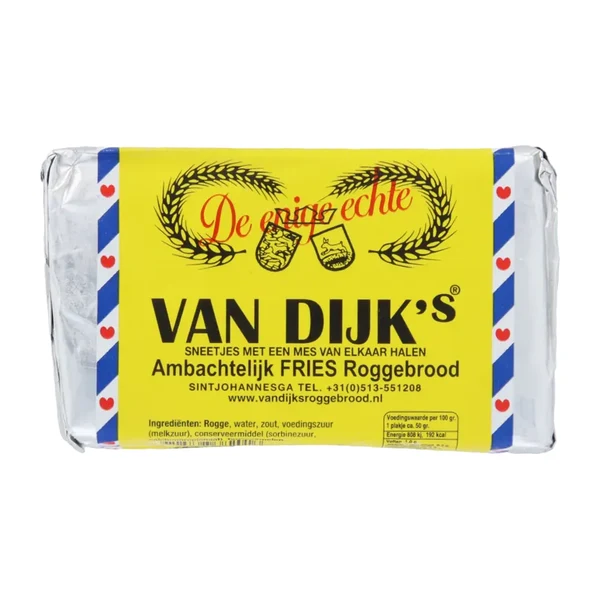 De enige echte
VAN DIJK's®
SNEETJES MET EEN MES VAN ELKAAR HALEN
Ambachtelijk FRIES Roggebrood
SINTJOHANNESGA TEL. +31(0)513-551208
www.vandijksroggebrood.nl
Ingrediënten: Rogge, water, zout, voedingszuur
(melkzuur), conserveermiddel (sorbinezuur,
Voedingswaarde per 100 gr.
1 plakje ca. 50 gr.
Energie 808 kj, 192 kcal